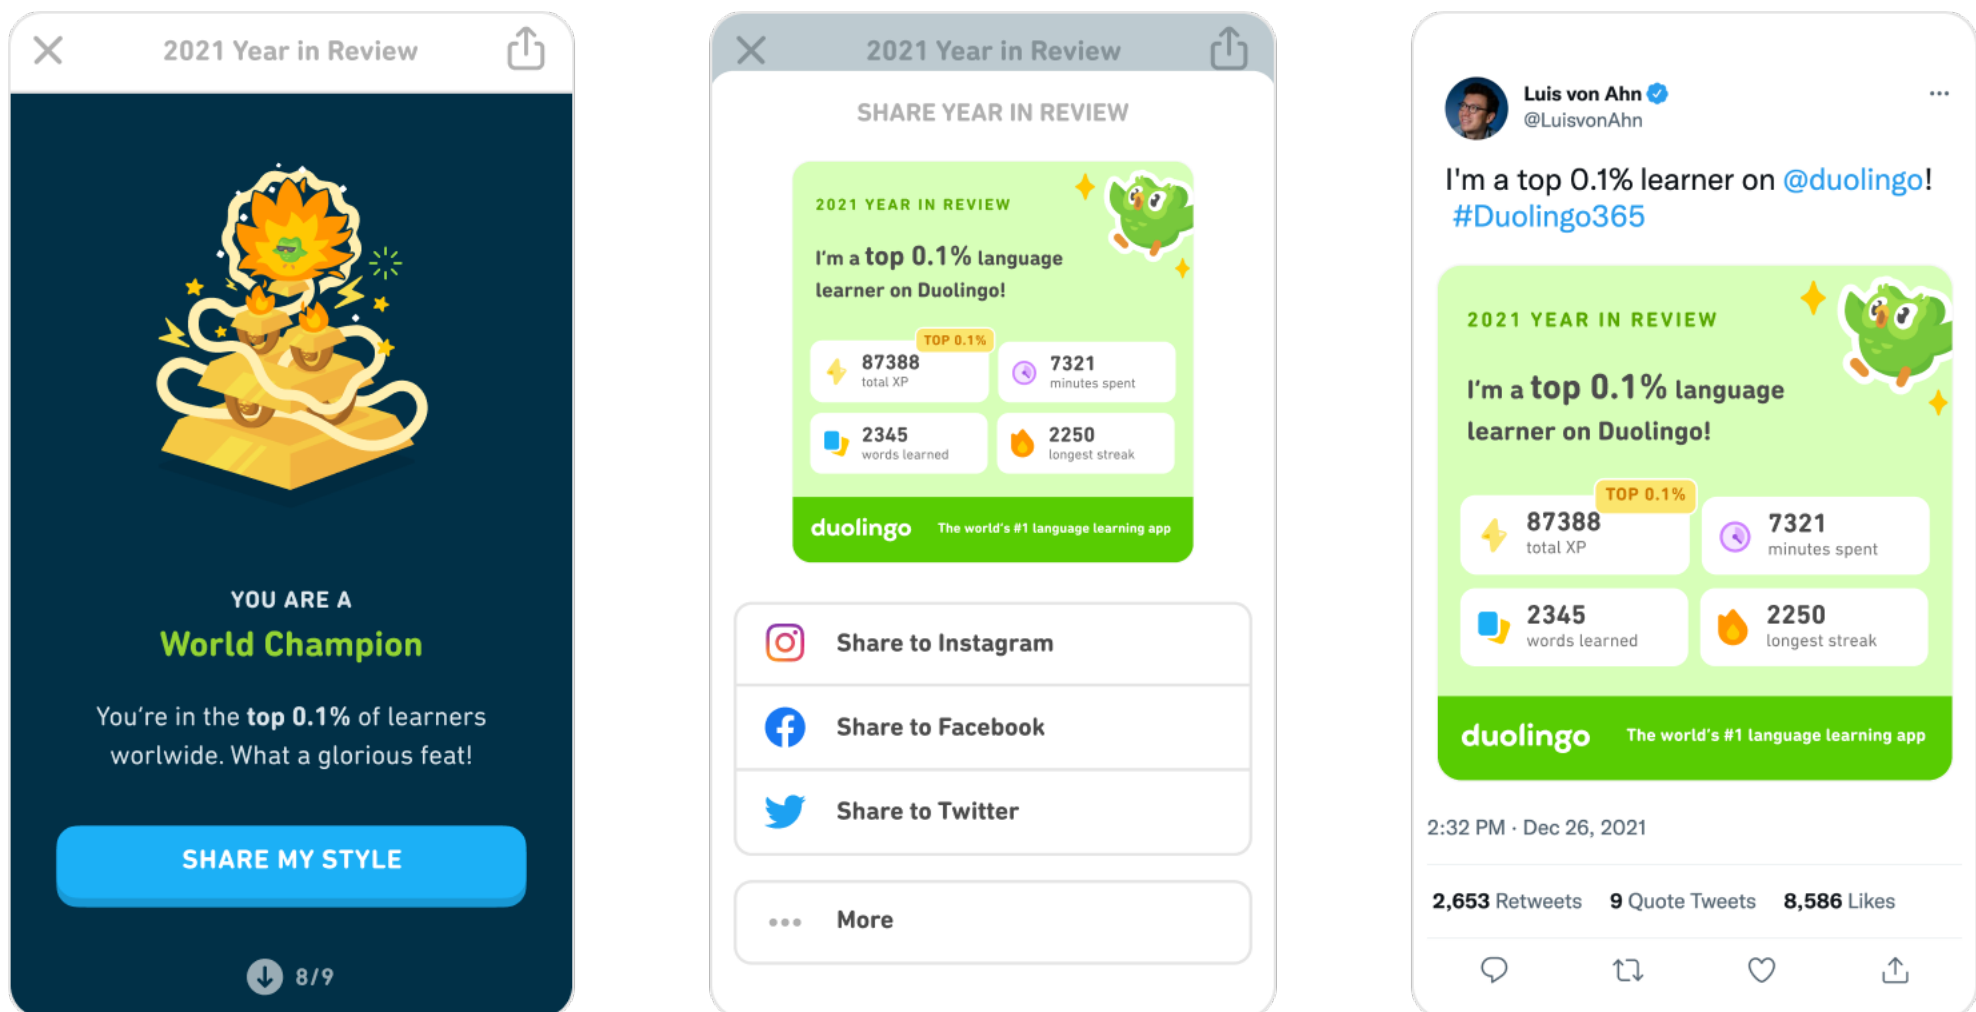 2021 Year in Review
YOU ARE A
World Champion
You're in the top 0.1% of learners
worlwide. What a glorious feat!
SHARE MY STYLE
8/9
2021 Year in Review
SHARE YEAR IN REVIEW
2021 YEAR IN REVIEW
I'm a top 0.1% language
learner on Duolingo!
TOP 0.1%
87388
total XP
7321
minutes spent
2345
words learned
2250
longest streak
duolingo The world's #1 language learning app
Share to Instagram
Share to Facebook
Share to Twitter
More
Luis von Ahn
@LuisvonAhn
I'm a top 0.1% learner on @duolingo!
#Duolingo365
2021 YEAR IN REVIEW
I'm a top 0.1% language
learner on Duolingo!
TOP 0.1%
87388
total XP
7321
minutes spent
2345
words learned
2250
longest streak
duolingo The world's #1 language learning app
2:32 PM · Dec 26, 2021
2,653 Retweets 9 Quote Tweets 8,586 Likes